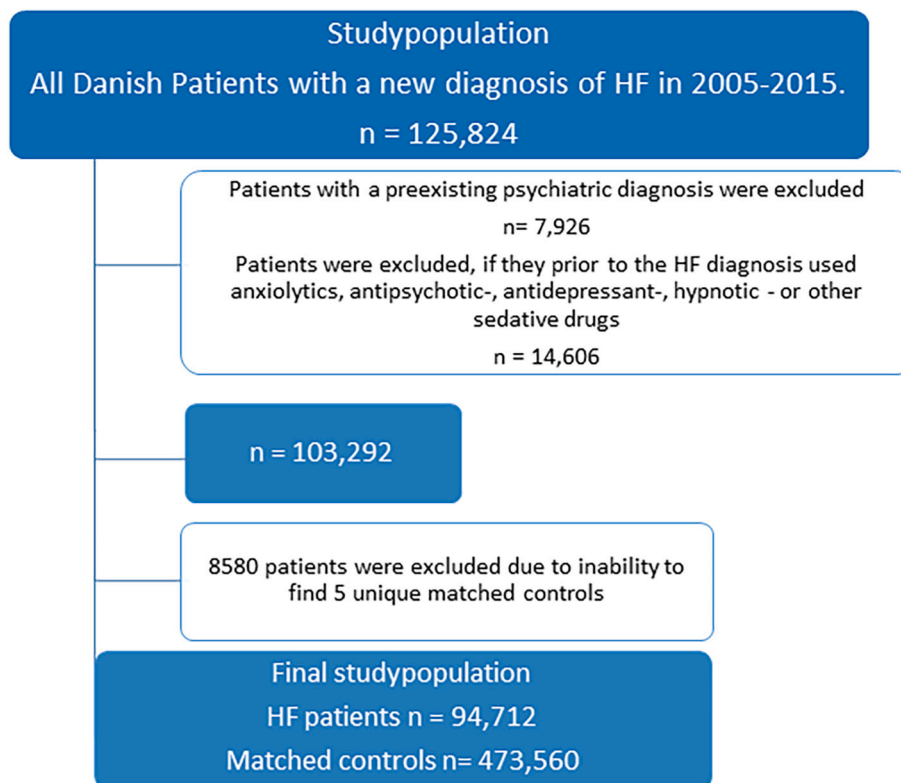 Studypopulation
All Danish Patients with a new diagnosis of HF in 2005-2015.
n = 125,824
Patients with a preexisting psychiatric diagnosis were excluded
n= 7,926
Patients were excluded, if they prior to the HF diagnosis used
anxiolytics, antipsychotic-, antidepressant-, hypnotic - or other
sedative drugs
n = 14,606
n = 103,292
8580 patients were excluded due to inability to
find 5 unique matched controls
Final studypopulation
HF patients n = 94,712
Matched controls n= 473,560